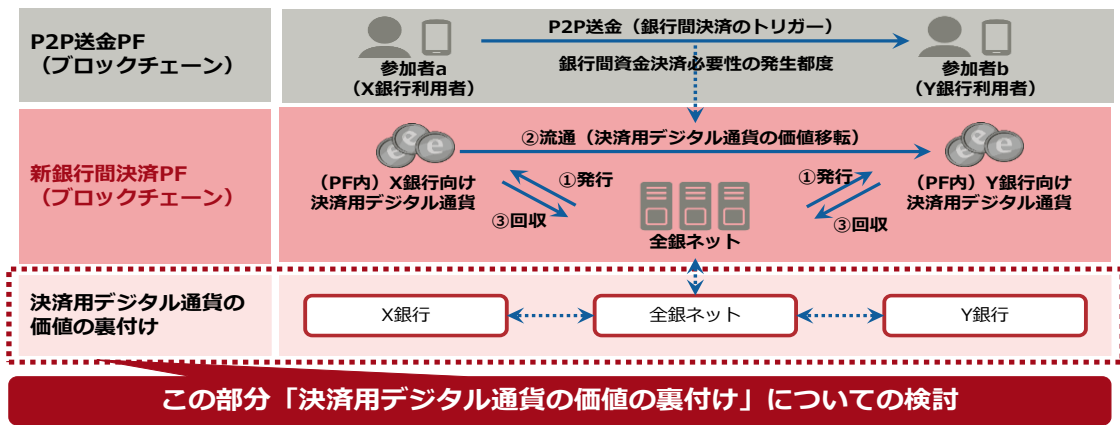 P2P送金PF
（ブロックチェーン）
P2P送金（銀行間決済のトリガー）
参加者a
（X銀行利用者）
銀行間資金決済必要性の発生都度
参加者b
（Y銀行利用者）
新銀行間決済PF
（ブロックチェーン）
②流通（決済用デジタル通貨の価値移転）
（PF内）X銀行向け
決済用デジタル通貨
①発行
③回収
全銀ネット
①発行
③回収
（PF内）Y銀行向け
決済用デジタル通貨
決済用デジタル通貨の
価値の裏付け
X銀行
全銀ネット
Y銀行
この部分「決済用デジタル通貨の価値の裏付け」についての検討